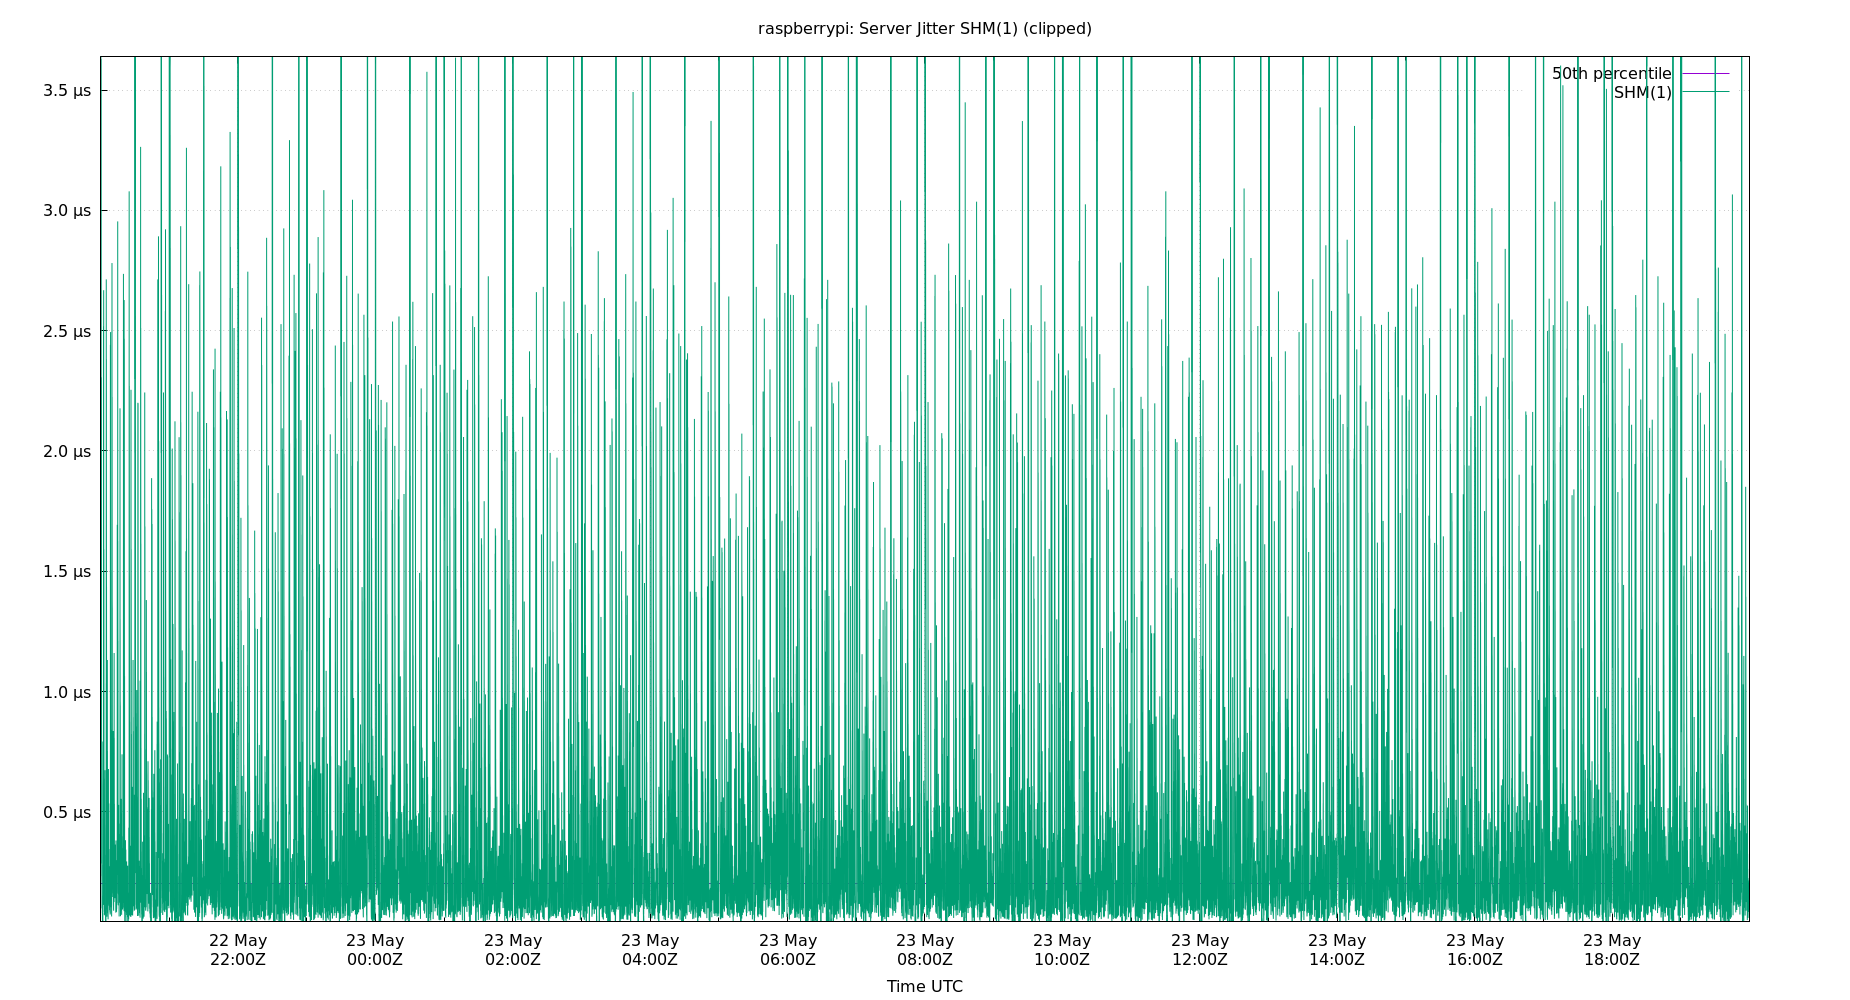 raspberrypi: Server Jitter SHM(1) (clipped)
50th percentile
SHM(1)
3.5 µs
3.0 µs
2.5 µs
2.0 µs
1.5 µs
1.0 µs
0.5 µs
22 May 23 May 23 May 23 May 23 May 23 May 23 May 23 May 23 May 23 May 23 May
22:00Z 00:00Z 02:00Z 04:00Z 06:00Z 08:00Z 10:00Z 12:00Z 14:00Z 16:00Z 18:00Z
Time UTC